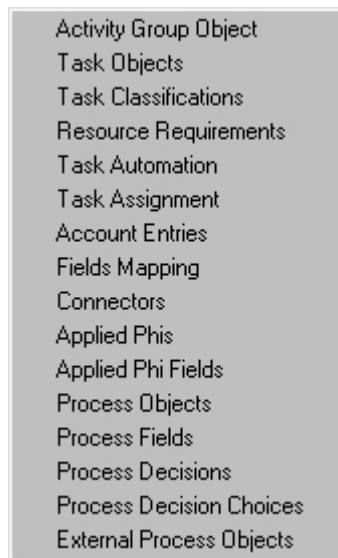 Activity Group Object
Task Objects
Task Classifications
Resource Requirements
Task Automation
Task Assignment
Account Entries
Fields Mapping
Connectors
Applied Phis
Applied Phi Fields
Process Objects
Process Fields
Process Decisions
Process Decision Choices
External Process Objects